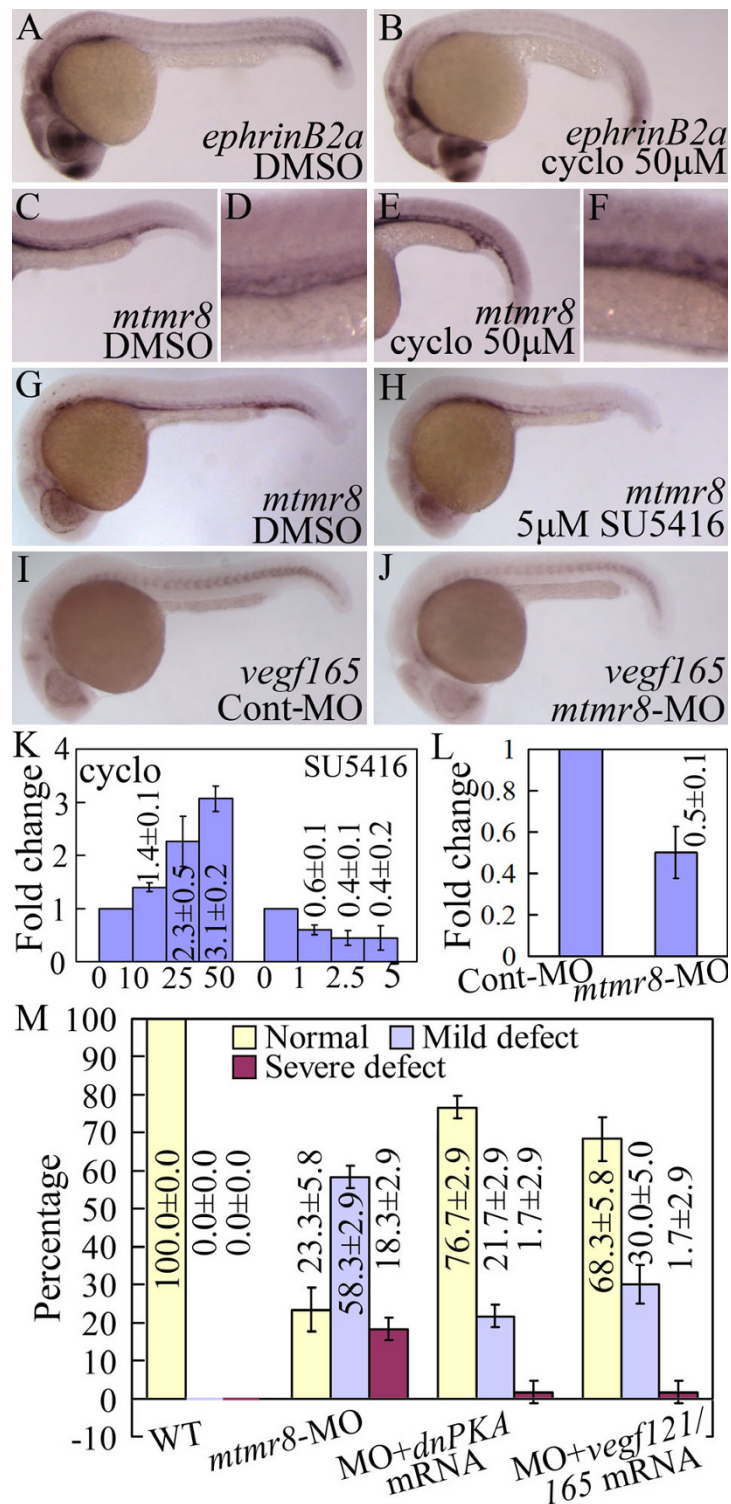 A
ephrinB2a
DMSO
B
ephrinB2a
cyclo 50μM
C
mtmr8
DMSO
D
E
mtmr8
cyclo 50μM
F
G
mtmr8
DMSO
H
mtmr8
5μM SU5416
I
vegf165
Cont-MO
J
vegf165
mtmr8-MO
K
Fold change
4
3
2
1
0
cyclo
SU5416
1.4±0.1
2.3±0.5
3.1±0.2
0.6±0.1
0.4±0.1
0.4±0.2
0 10 25 50 0 1 2.5 5
L
Fold change
1
0.8
0.6
0.4
0.2
0
0.5±0.1
Cont-MO
mtmr8-MO
M
Percentage
100
90
80
70
60
50
40
30
20
10
0
-10
Normal
Mild defect
Severe defect
100.0±0.0
0.0±0.0
0.0±0.0
23.3±5.8
58.3±2.9
18.3±2.9
76.7±2.9
21.7±2.9
1.7±2.9
68.3±5.8
30.0±5.0
1.7±2.9
WT
mtmr8-MO
MO+dnPKA
mRNA
MO+vegf121/
165 mRNA